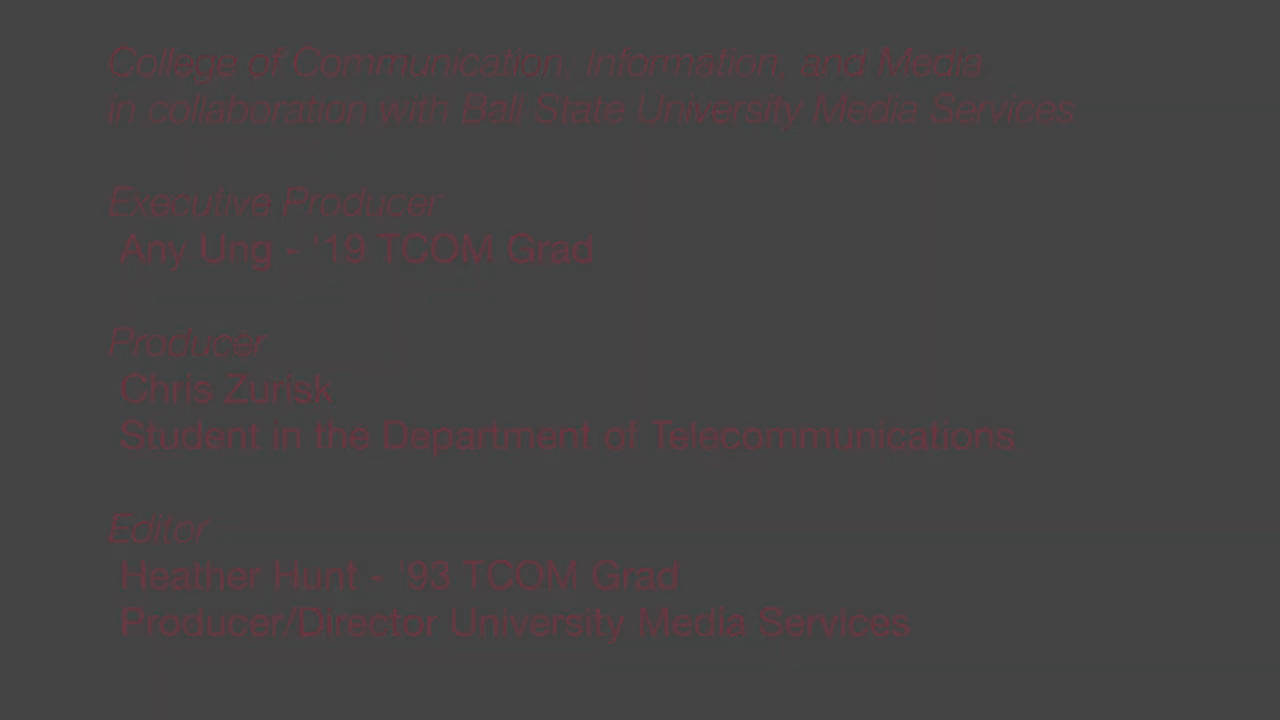 College of Communication, Information, and Media
in collaboration with Ball State University Media Services
Executive Producer
Any Ung - '19 TCOM Grad
Producer
Chris Zurisk
Student in the Department of Telecommunications
Editor
Heather Hunt - '93 TCOM Grad
Producer/Director University Media Services